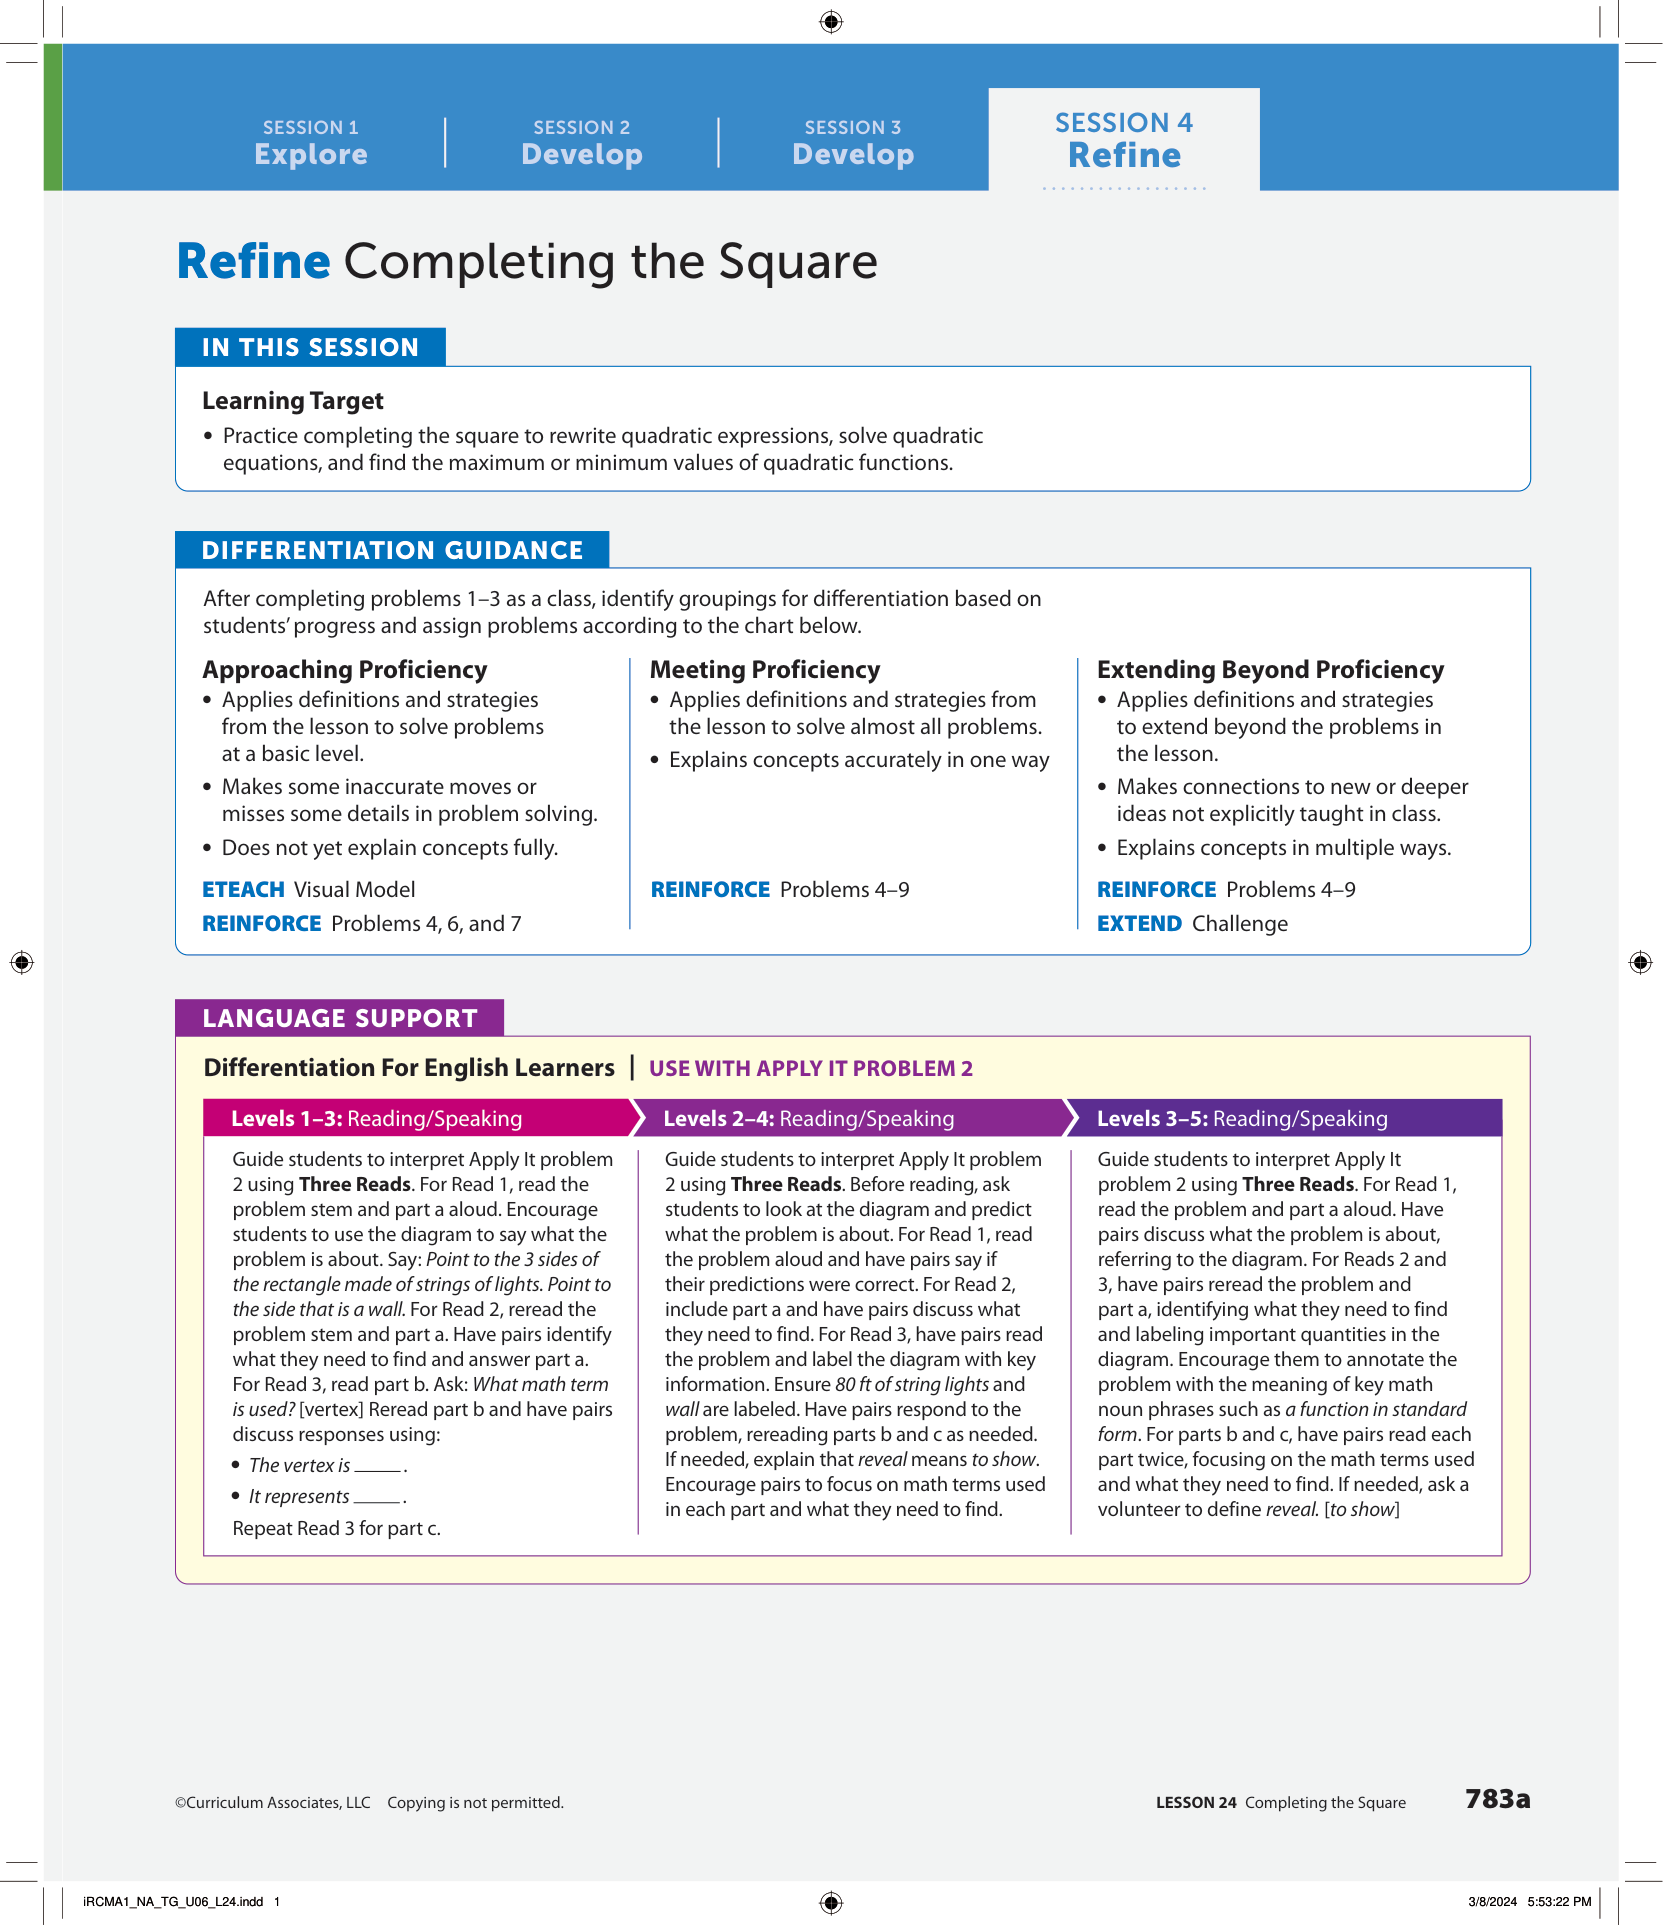 SESSION 1
Explore
SESSION 2
Develop
SESSION 3
Develop
SESSION 4
Refine
Refine Completing the Square
IN THIS SESSION
Learning Target
• Practice completing the square to rewrite quadratic expressions, solve quadratic
equations, and find the maximum or minimum values of quadratic functions.
DIFFERENTIATION GUIDANCE
After completing problems 1–3 as a class, identify groupings for differentiation based on
students’ progress and assign problems according to the chart below.
Approaching Proficiency
• Applies definitions and strategies
from the lesson to solve problems
at a basic level.
• Makes some inaccurate moves or
misses some details in problem solving.
• Does not yet explain concepts fully.
ETEACH Visual Model
REINFORCE Problems 4, 6, and 7
Meeting Proficiency
• Applies definitions and strategies from
the lesson to solve almost all problems.
• Explains concepts accurately in one way
REINFORCE Problems 4–9
Extending Beyond Proficiency
• Applies definitions and strategies
to extend beyond the problems in
the lesson.
• Makes connections to new or deeper
ideas not explicitly taught in class.
• Explains concepts in multiple ways.
REINFORCE Problems 4–9
EXTEND Challenge
LANGUAGE SUPPORT
Differentiation For English Learners | USE WITH APPLY IT PROBLEM 2
Levels 1–3: Reading/Speaking
Guide students to interpret Apply It problem
2 using Three Reads. For Read 1, read the
problem stem and part a aloud. Encourage
students to use the diagram to say what the
problem is about. Say: Point to the 3 sides of
the rectangle made of strings of lights. Point to
the side that is a wall. For Read 2, reread the
problem stem and part a. Have pairs identify
what they need to find and answer part a.
For Read 3, read part b. Ask: What math term
is used? [vertex] Reread part b and have pairs
discuss responses using:
• The vertex is _____.
• It represents _____.
Repeat Read 3 for part c.
Levels 2–4: Reading/Speaking
Guide students to interpret Apply It problem
2 using Three Reads. Before reading, ask
students to look at the diagram and predict
what the problem is about. For Read 1, read
the problem aloud and have pairs say if
their predictions were correct. For Read 2,
include part a and have pairs discuss what
they need to find. For Read 3, have pairs read
the problem and label the diagram with key
information. Ensure 80 ft of string lights and
wall are labeled. Have pairs respond to the
problem, rereading parts b and c as needed.
If needed, explain that reveal means to show.
Encourage pairs to focus on math terms used
in each part and what they need to find.
Levels 3–5: Reading/Speaking
Guide students to interpret Apply It
problem 2 using Three Reads. For Read 1,
read the problem and part a aloud. Have
pairs discuss what the problem is about,
referring to the diagram. For Reads 2 and
3, have pairs reread the problem and
part a, identifying what they need to find
and labeling important quantities in the
diagram. Encourage them to annotate the
problem with the meaning of key math
noun phrases such as a function in standard
form. For parts b and c, have pairs read each
part twice, focusing on the math terms used
and what they need to find. If needed, ask a
volunteer to define reveal. [to show]
©Curriculum Associates, LLC Copying is not permitted.
LESSON 24 Completing the Square 783a
iRCMA1_NA_TG_U06_L24.indd 1
3/8/2024 5:53:22 PM